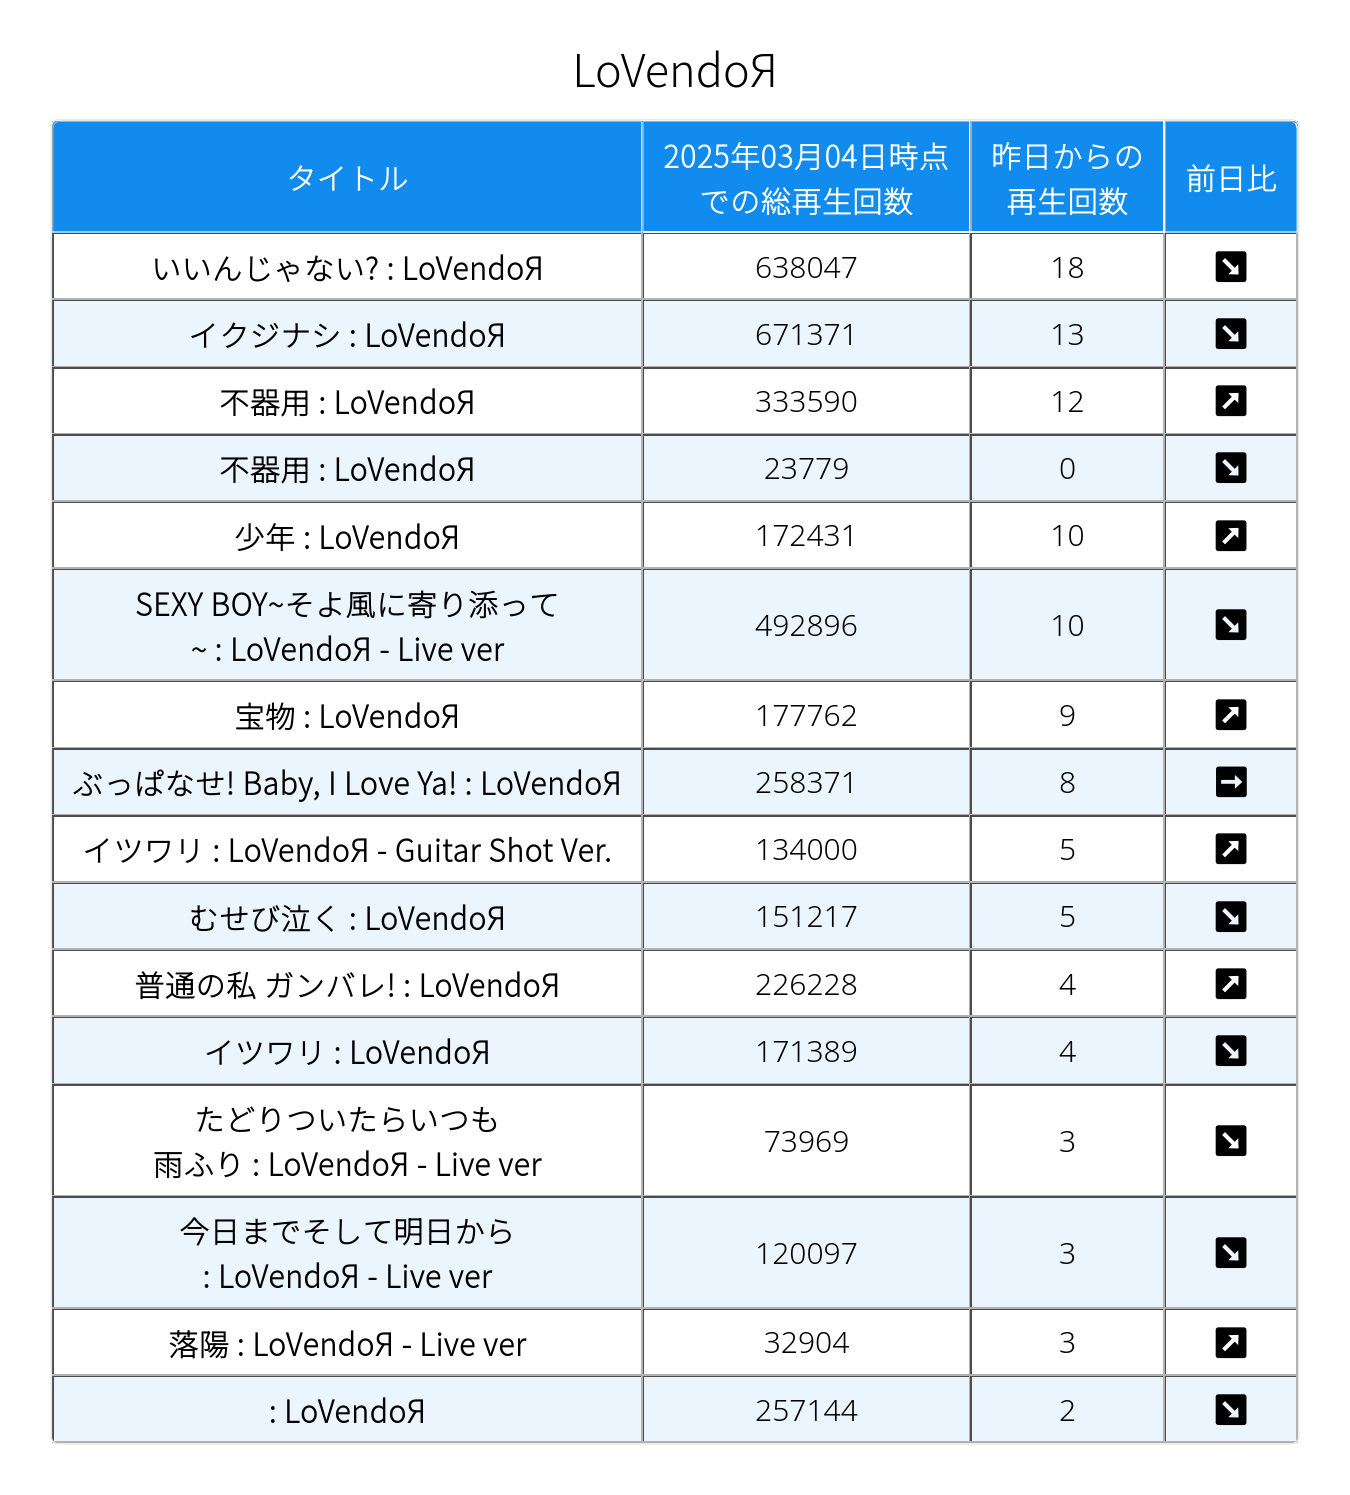 LoVendoЯ
タイトル
2025年03月04日時点
での総再生回数
昨日からの
再生回数
前日比
いいんじゃない? : LoVendoЯ 638047 18
イクジナシ : LoVendoЯ 671371 13
不器用 : LoVendoЯ 333590 12
不器用 : LoVendoЯ 23779 0
少年 : LoVendoЯ 172431 10
SEXY BOY~そよ風に寄り添って
~ : LoVendoЯ - Live ver 492896 10
宝物 : LoVendoЯ 177762 9
ぶっぱなせ! Baby, I Love Ya! : LoVendoЯ 258371 8
イツワリ : LoVendoЯ - Guitar Shot Ver. 134000 5
むせび泣く : LoVendoЯ 151217 5
普通の私 ガンバレ! : LoVendoЯ 226228 4
イツワリ : LoVendoЯ 171389 4
たどりついたらいつも
雨ふり : LoVendoЯ - Live ver 73969 3
今日までそして明日から
: LoVendoЯ - Live ver 120097 3
落陽 : LoVendoЯ - Live ver 32904 3
: LoVendoЯ 257144 2